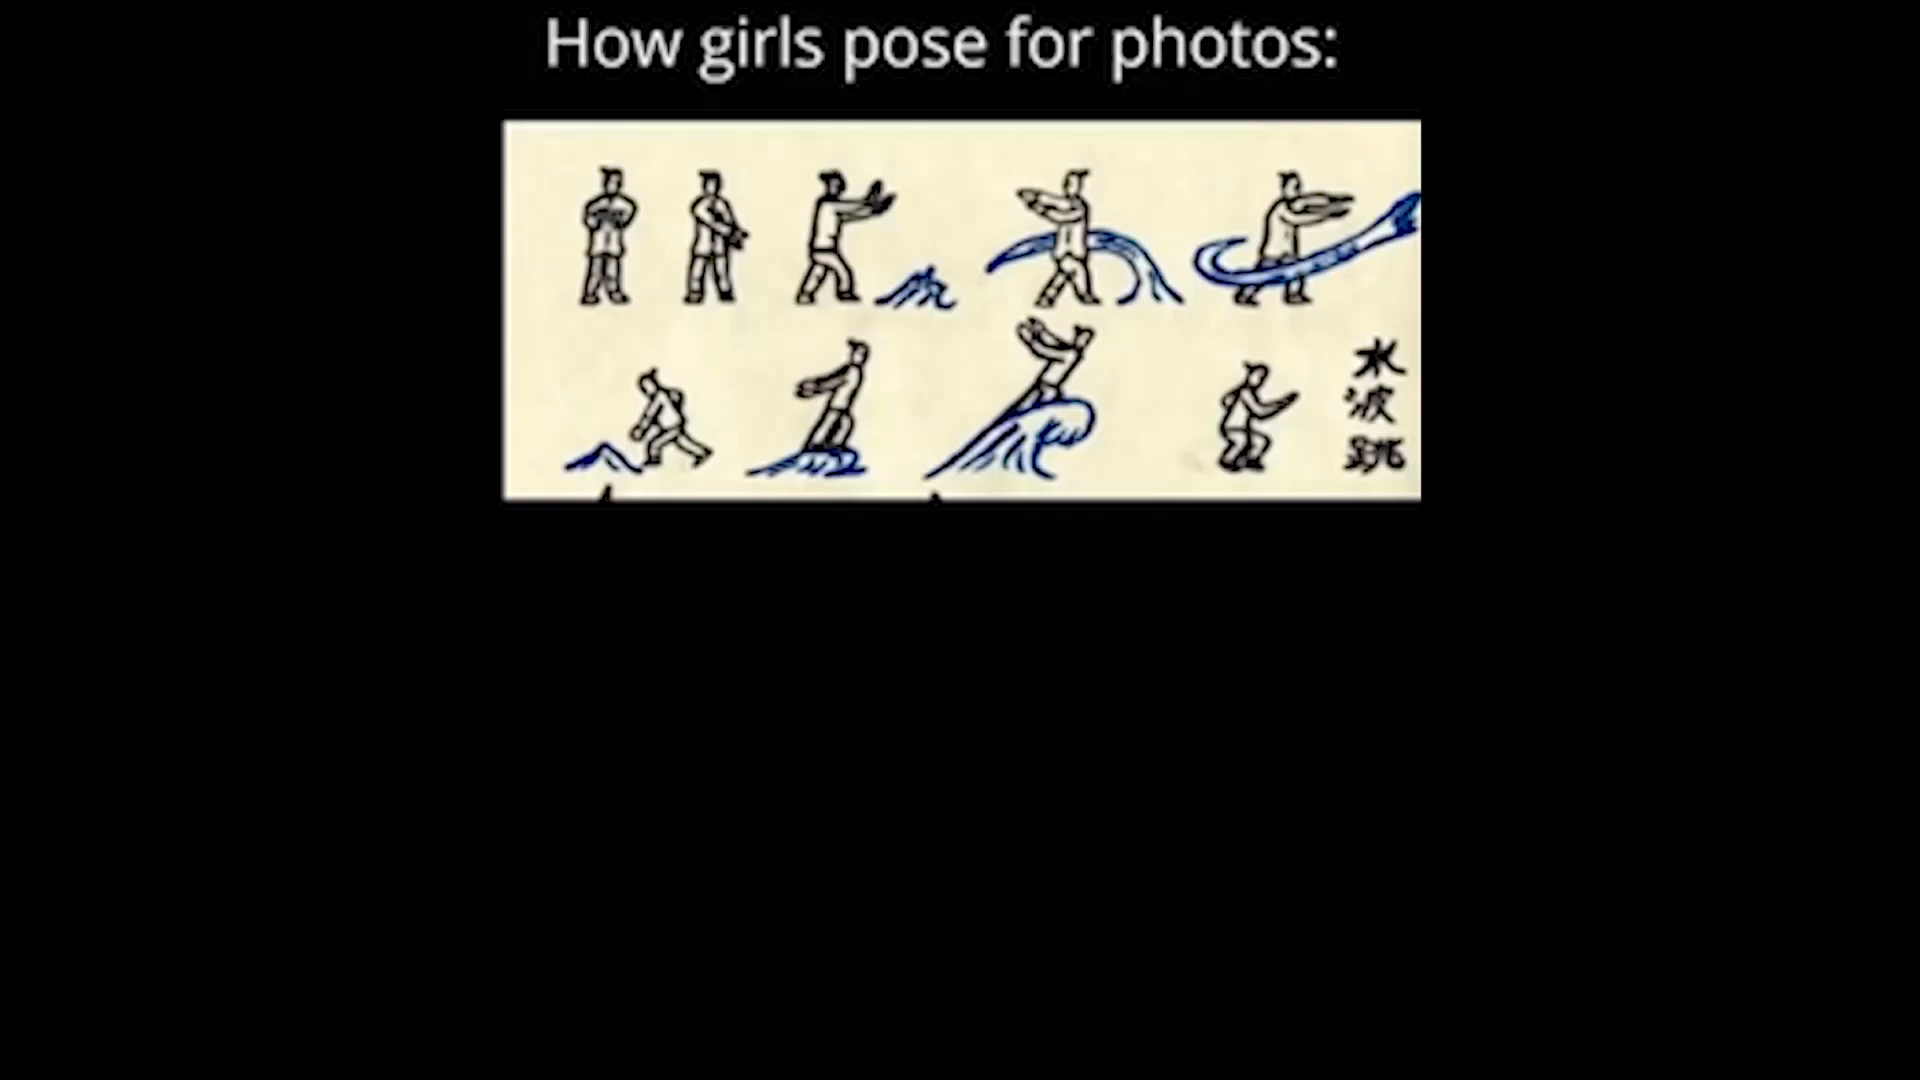 How girls pose for photos:
水
波
跳